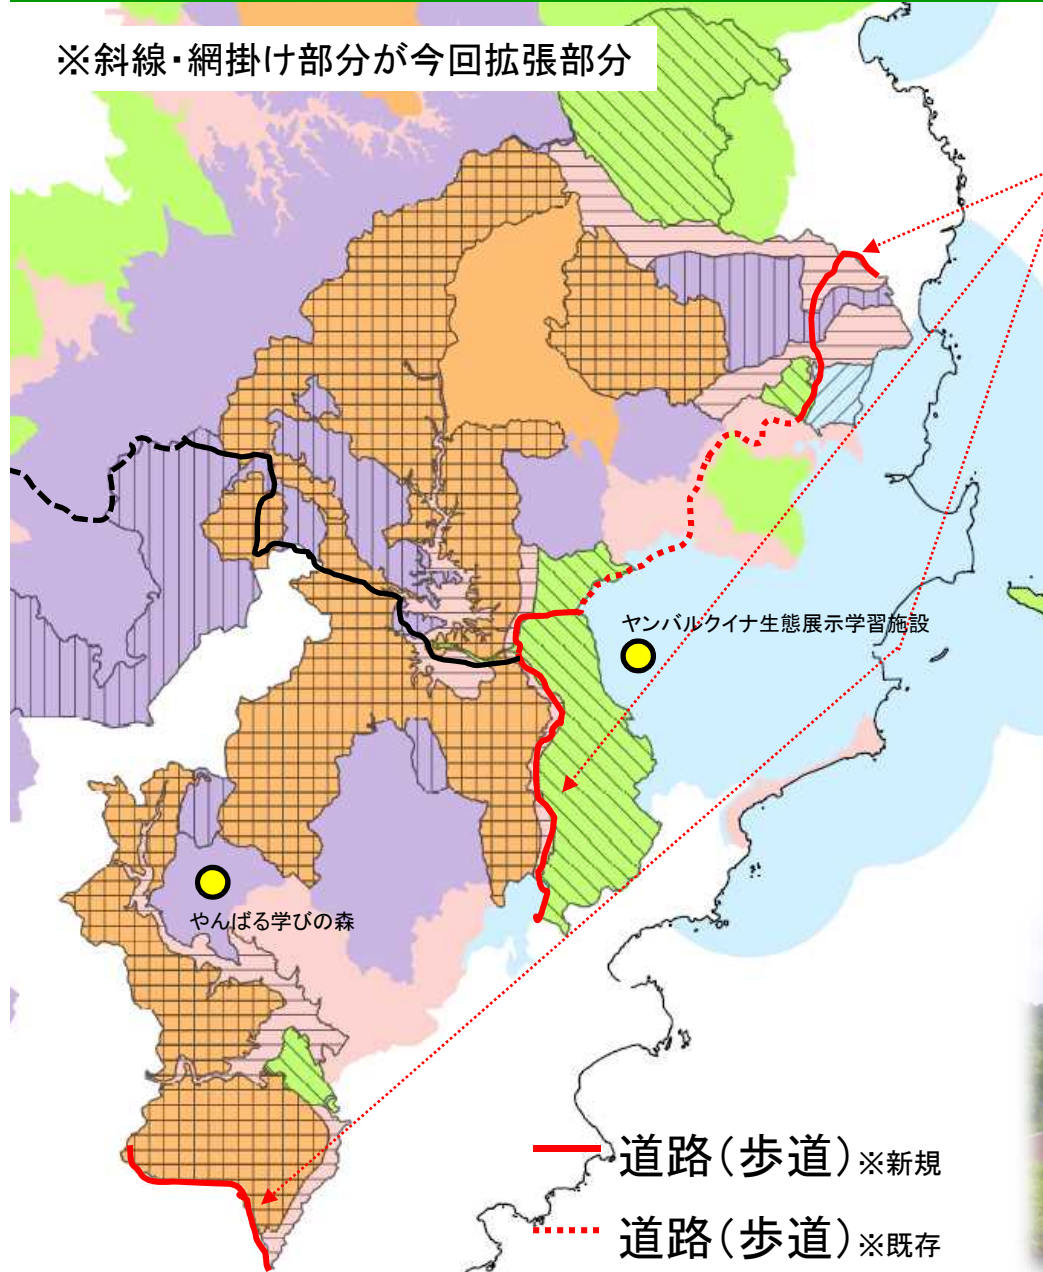 ※斜線・網掛け部分が今回拡張部分
ヤンバルクイナ生態展示学習施設
やんばる学びの森
道路(歩道)※新規
道路(歩道)※既存